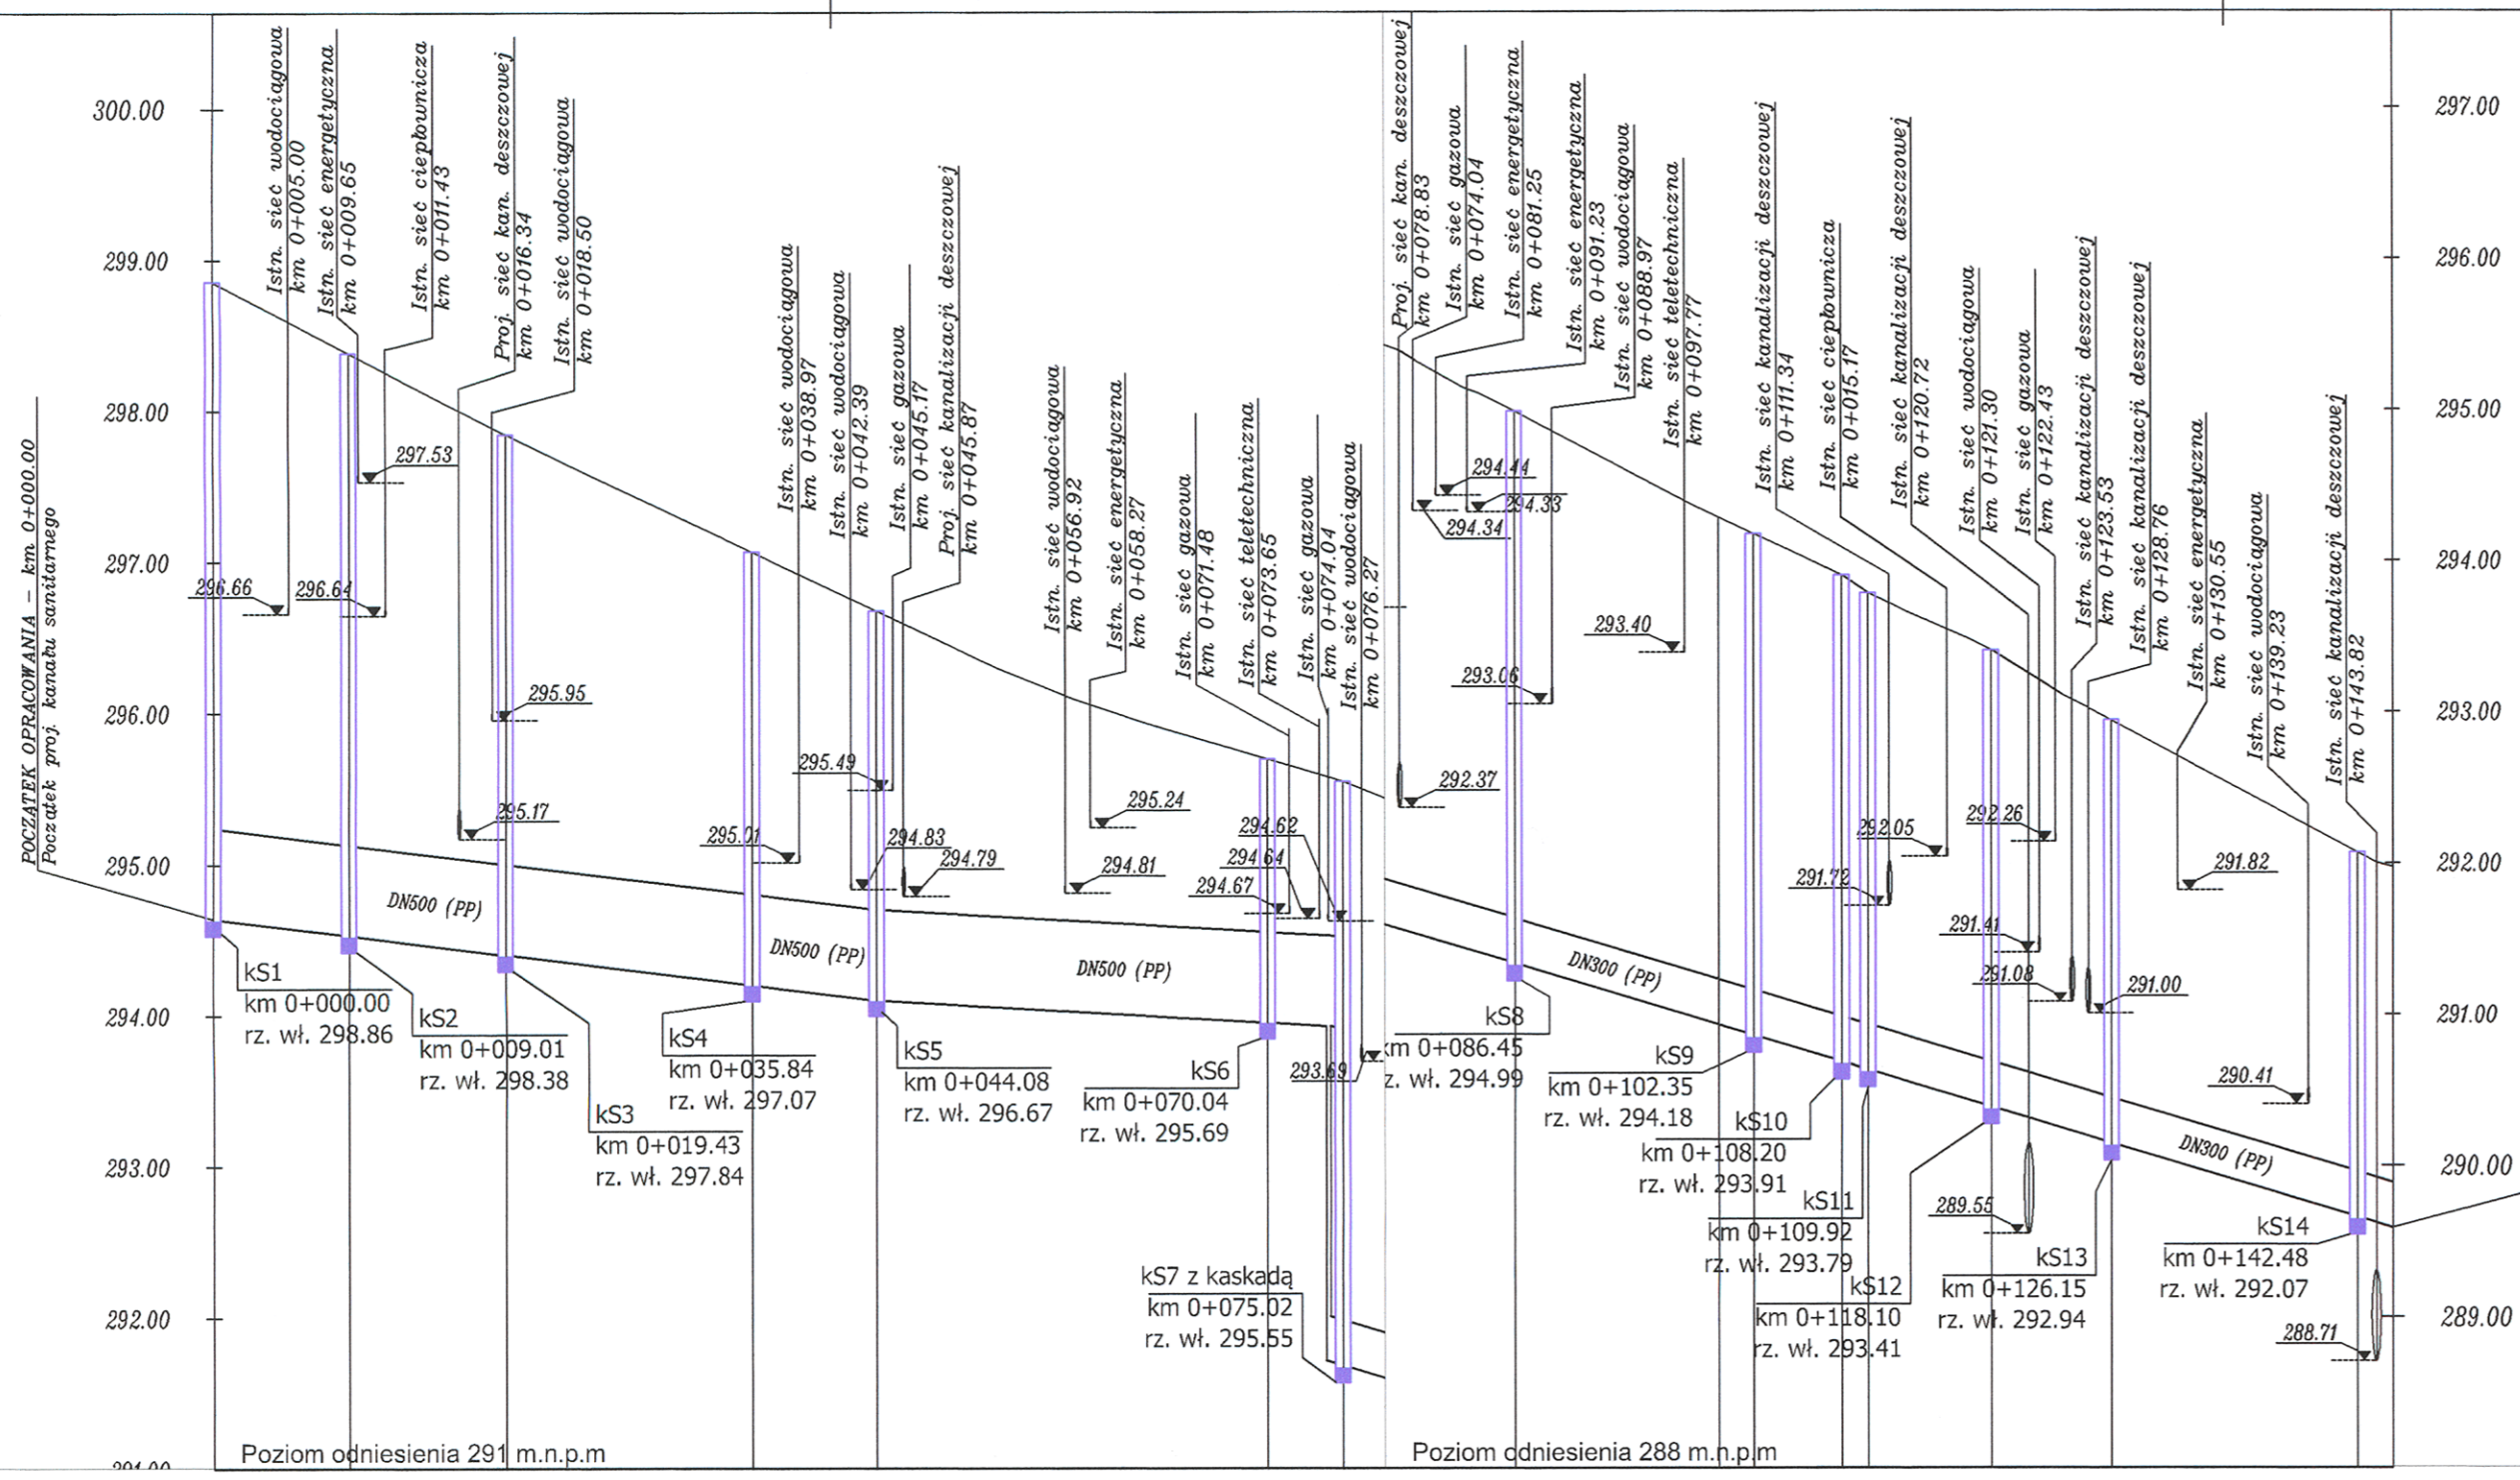 300.00
299.00
298.00
297.00
296.00
295.00
294.00
293.00
292.00
POCZĄTEK OPRACOWANIA – km 0+000.00
Początek proj. kanału sanitarnego
Istn. sieć wodociągowa
km 0+005.00
Istn. sieć energetyczna
km 0+009.65
Istn. sieć ciepłownicza
km 0+011.43
Proj. sieć kan. deszczowej
km 0+016.34
Istn. sieć wodociągowa
km 0+018.50
Istn. sieć wodociągowa
km 0+038.97
Istn. sieć wodociągowa
km 0+042.39
Istn. sieć gazowa
km 0+045.17
Proj. sieć kanalizacji deszczowej
km 0+045.87
Istn. sieć wodociągowa
km 0+056.92
Istn. sieć energetyczna
km 0+058.27
Istn. sieć gazowa
km 0+071.48
Istn. sieć teletechniczna
km 0+073.65
Istn. sieć gazowa
km 0+074.04
Istn. sieć wodociągowa
km 0+076.27
Proj. sieć kan. deszczowej
km 0+078.83
Istn. sieć gazowa
km 0+074.04
Istn. sieć energetyczna
km 0+081.25
Istn. sieć energetyczna
km 0+091.23
Istn. sieć wodociągowa
km 0+088.97
Istn. sieć teletechniczna
km 0+097.77
Istn. sieć kanalizacji deszczowej
km 0+111.34
Istn. sieć ciepłownicza
km 0+015.17
Istn. sieć kanalizacji deszczowej
km 0+120.72
Istn. sieć wodociągowa
km 0+121.30
Istn. sieć gazowa
km 0+122.43
Istn. sieć kanalizacji deszczowej
km 0+123.53
Istn. sieć kanalizacji deszczowej
km 0+128.76
Istn. sieć energetyczna
km 0+130.55
Istn. sieć wodociągowa
km 0+139.23
Istn. sieć kanalizacji deszczowej
km 0+143.82
296.66
297.53
296.64
295.17
295.95
295.01
295.49
294.83
294.79
294.81
295.24
294.62
294.64
294.67
293.69
292.37
294.44
294.33
294.34
293.06
293.40
292.05
291.72
292.26
291.41
291.08
291.00
289.55
291.82
290.41
288.71
DN500 (PP)
DN500 (PP)
DN500 (PP)
DN300 (PP)
DN300 (PP)
kS1
km 0+000.00
rz. wł. 298.86
kS2
km 0+009.01
rz. wł. 298.38
kS3
km 0+019.43
rz. wł. 297.84
kS4
km 0+035.84
rz. wł. 297.07
kS5
km 0+044.08
rz. wł. 296.67
kS6
km 0+070.04
rz. wł. 295.69
kS7 z kaskadą
km 0+075.02
rz. wł. 295.55
kS8
km 0+086.45
z. wł. 294.99
kS9
km 0+102.35
rz. wł. 294.18
kS10
km 0+108.20
rz. wł. 293.91
kS11
km 0+109.92
rz. wł. 293.79
kS12
km 0+118.10
rz. wł. 293.41
kS13
km 0+126.15
rz. wł. 292.94
kS14
km 0+142.48
rz. wł. 292.07
297.00
296.00
295.00
294.00
293.00
292.00
291.00
290.00
289.00
Poziom odniesienia 291 m.n.p.m
Poziom odniesienia 288 m.n.p.m